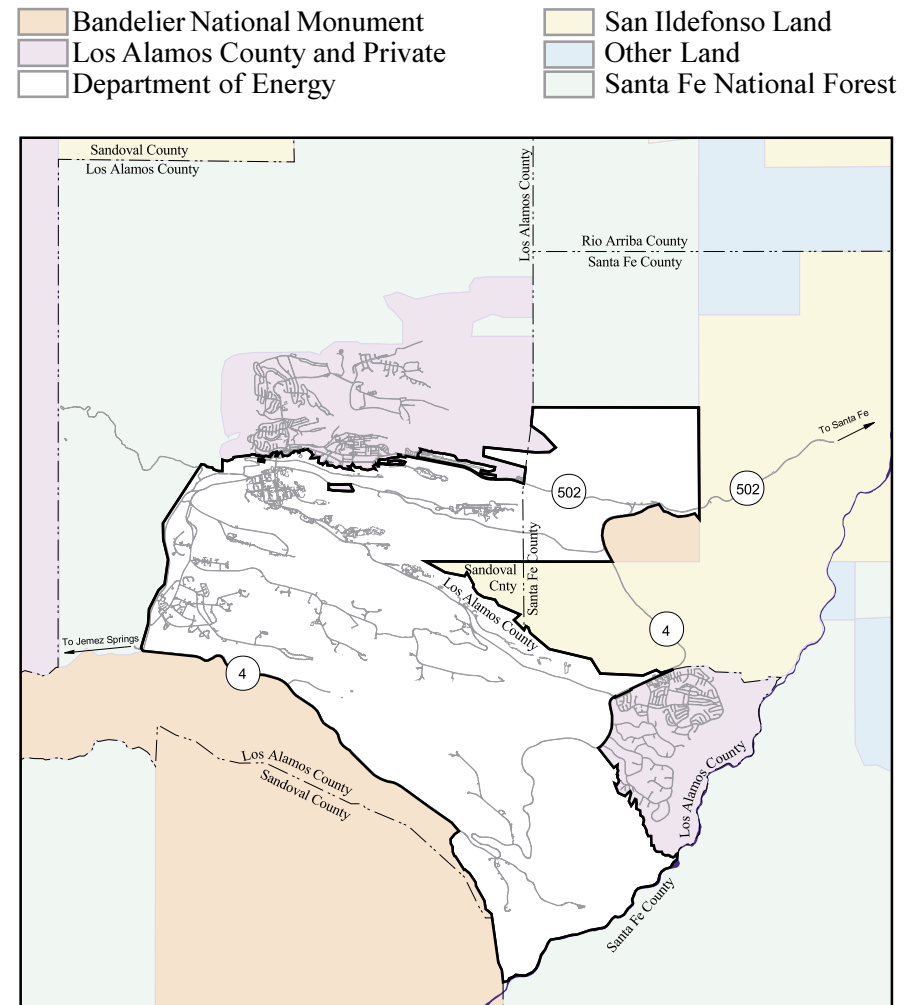 Bandelier National Monument
San Ildefonso Land
Los Alamos County and Private
Other Land
Department of Energy
Santa Fe National Forest
Sandoval County
Los Alamos County
Los Alamos County
Rio Arriba County
Santa Fe County
To Santa Fe
502
502
Santa Fe County
Sandoval
Cnty
Los Alamos County
4
To Jemez Springs
4
Los Alamos County
Sandoval County
Los Alamos County
Santa Fe County